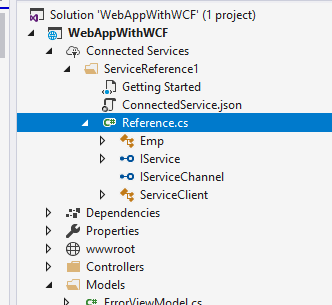 Solution 'WebAppWithWCF' (1 project)
WebAppWithWCF
Connected Services
ServiceReference1
Getting Started
ConnectedService.json
C# Reference.cs
Emp
IService
IServiceChannel
ServiceClient
Dependencies
Properties
wwwroot
Controllers
Models
C# ErrorViewModel.cs